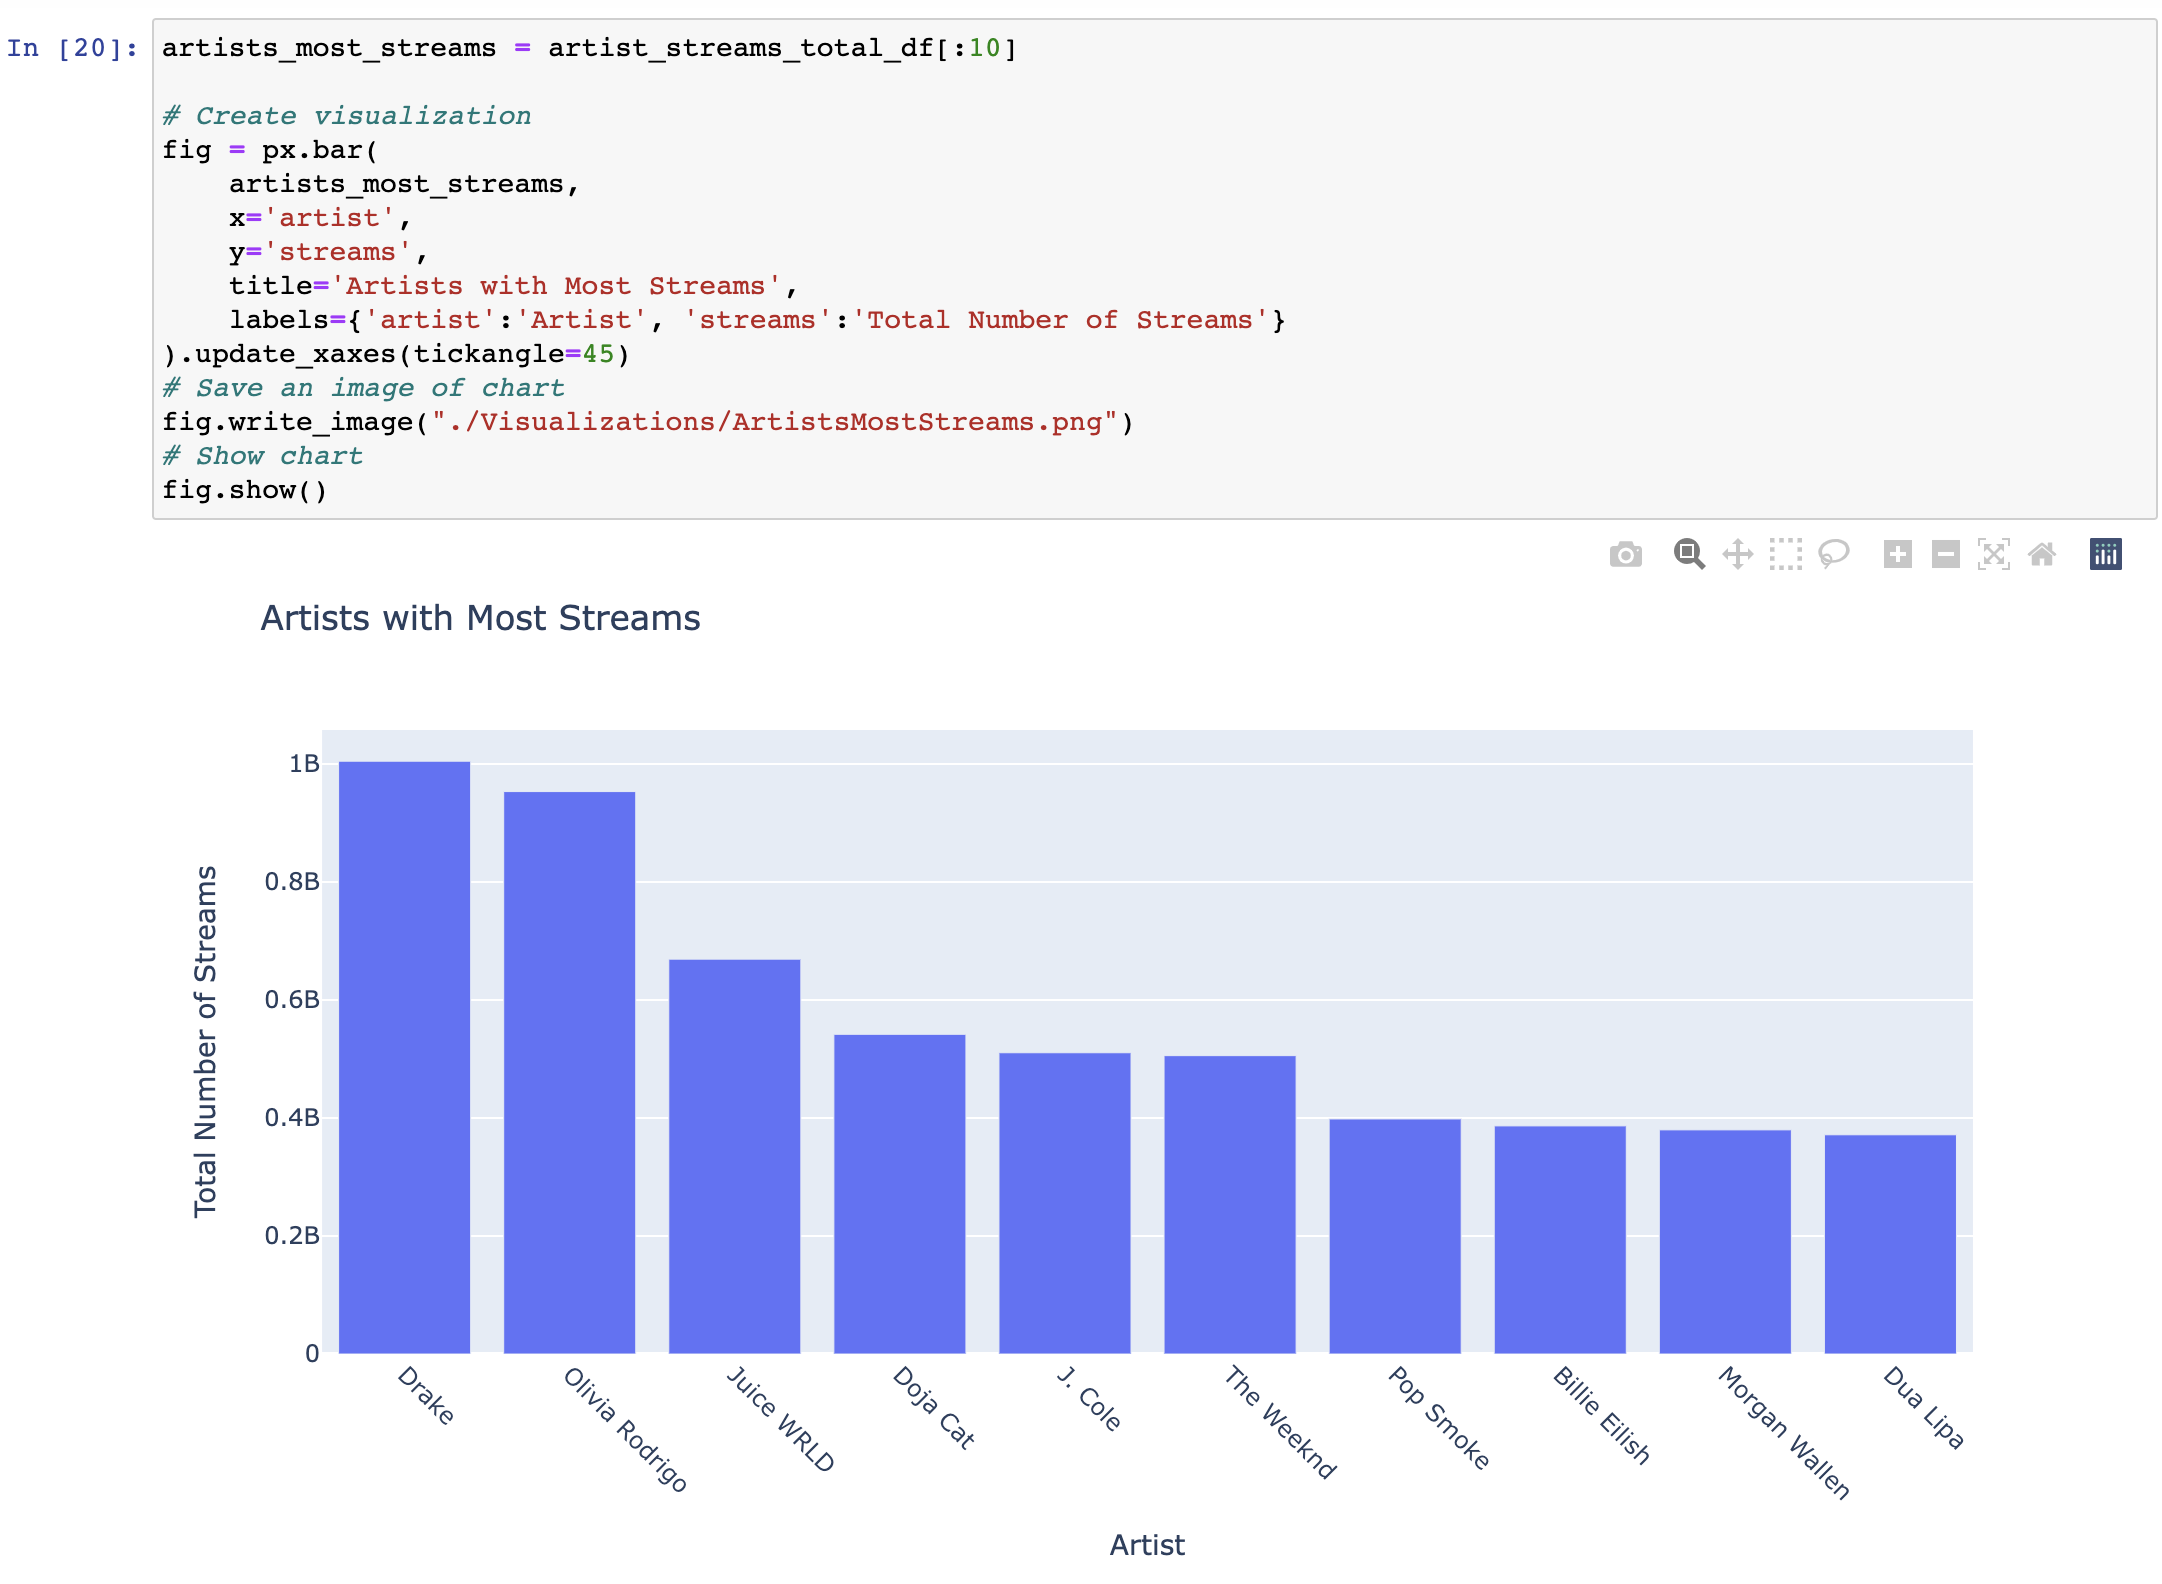 In [20]:
artists_most_streams = artist_streams_total_df[:10]
# Create visualization
fig = px.bar(
    artists_most_streams,
    x='artist',
    y='streams',
    title='Artists with Most Streams',
    labels={'artist':'Artist', 'streams':'Total Number of Streams'}
).update_xaxes(tickangle=45)
# Save an image of chart
fig.write_image("./Visualizations/ArtistsMostStreams.png")
# Show chart
fig.show()
Artists with Most Streams
Total Number of Streams
1B
0.8B
0.6B
0.4B
0.2B
0
Drake
Olivia Rodrigo
Juice WRLD
Doja Cat
J. Cole
The Weeknd
Pop Smoke
Billie Eilish
Morgan Wallen
Dua Lipa
Artist